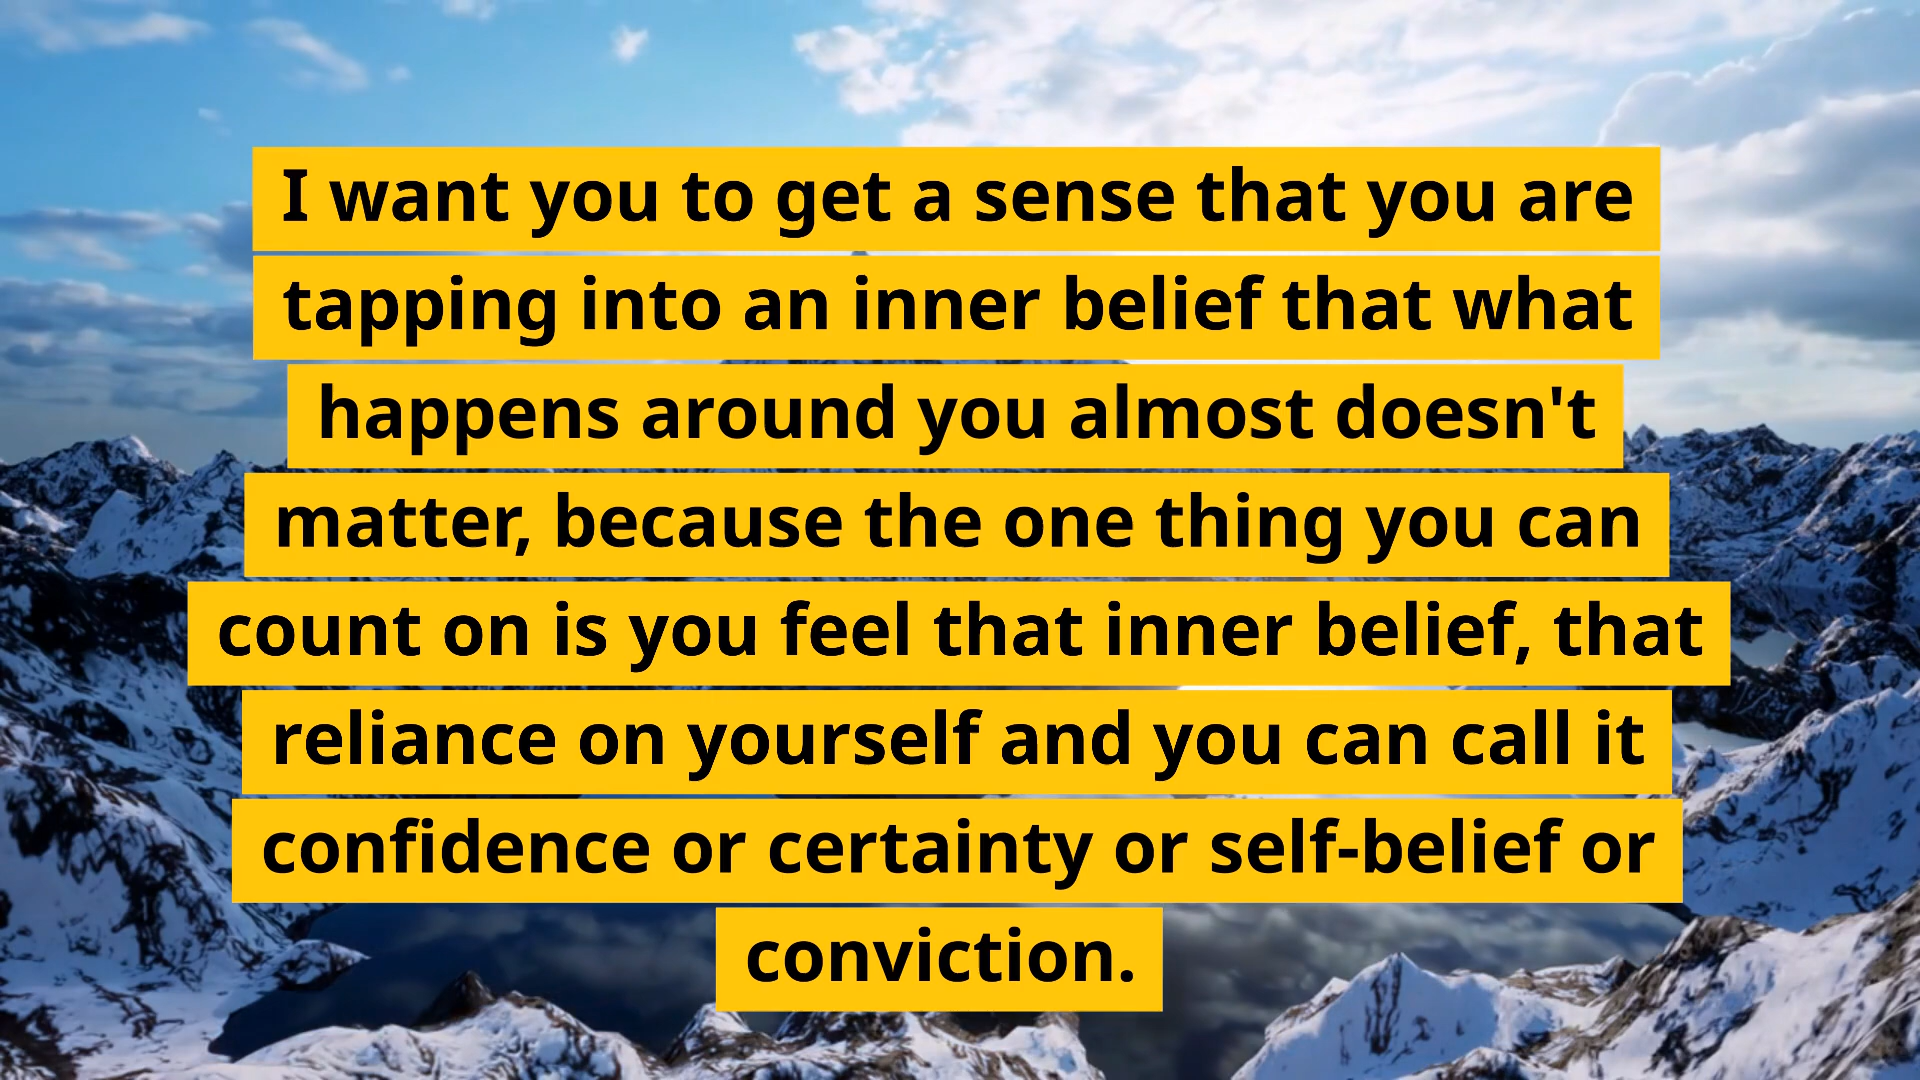 I want you to get a sense that you are
tapping into an inner belief that what
happens around you almost doesn't
matter, because the one thing you can
count on is you feel that inner belief, that
reliance on yourself and you can call it
confidence or certainty or self-belief or
conviction.